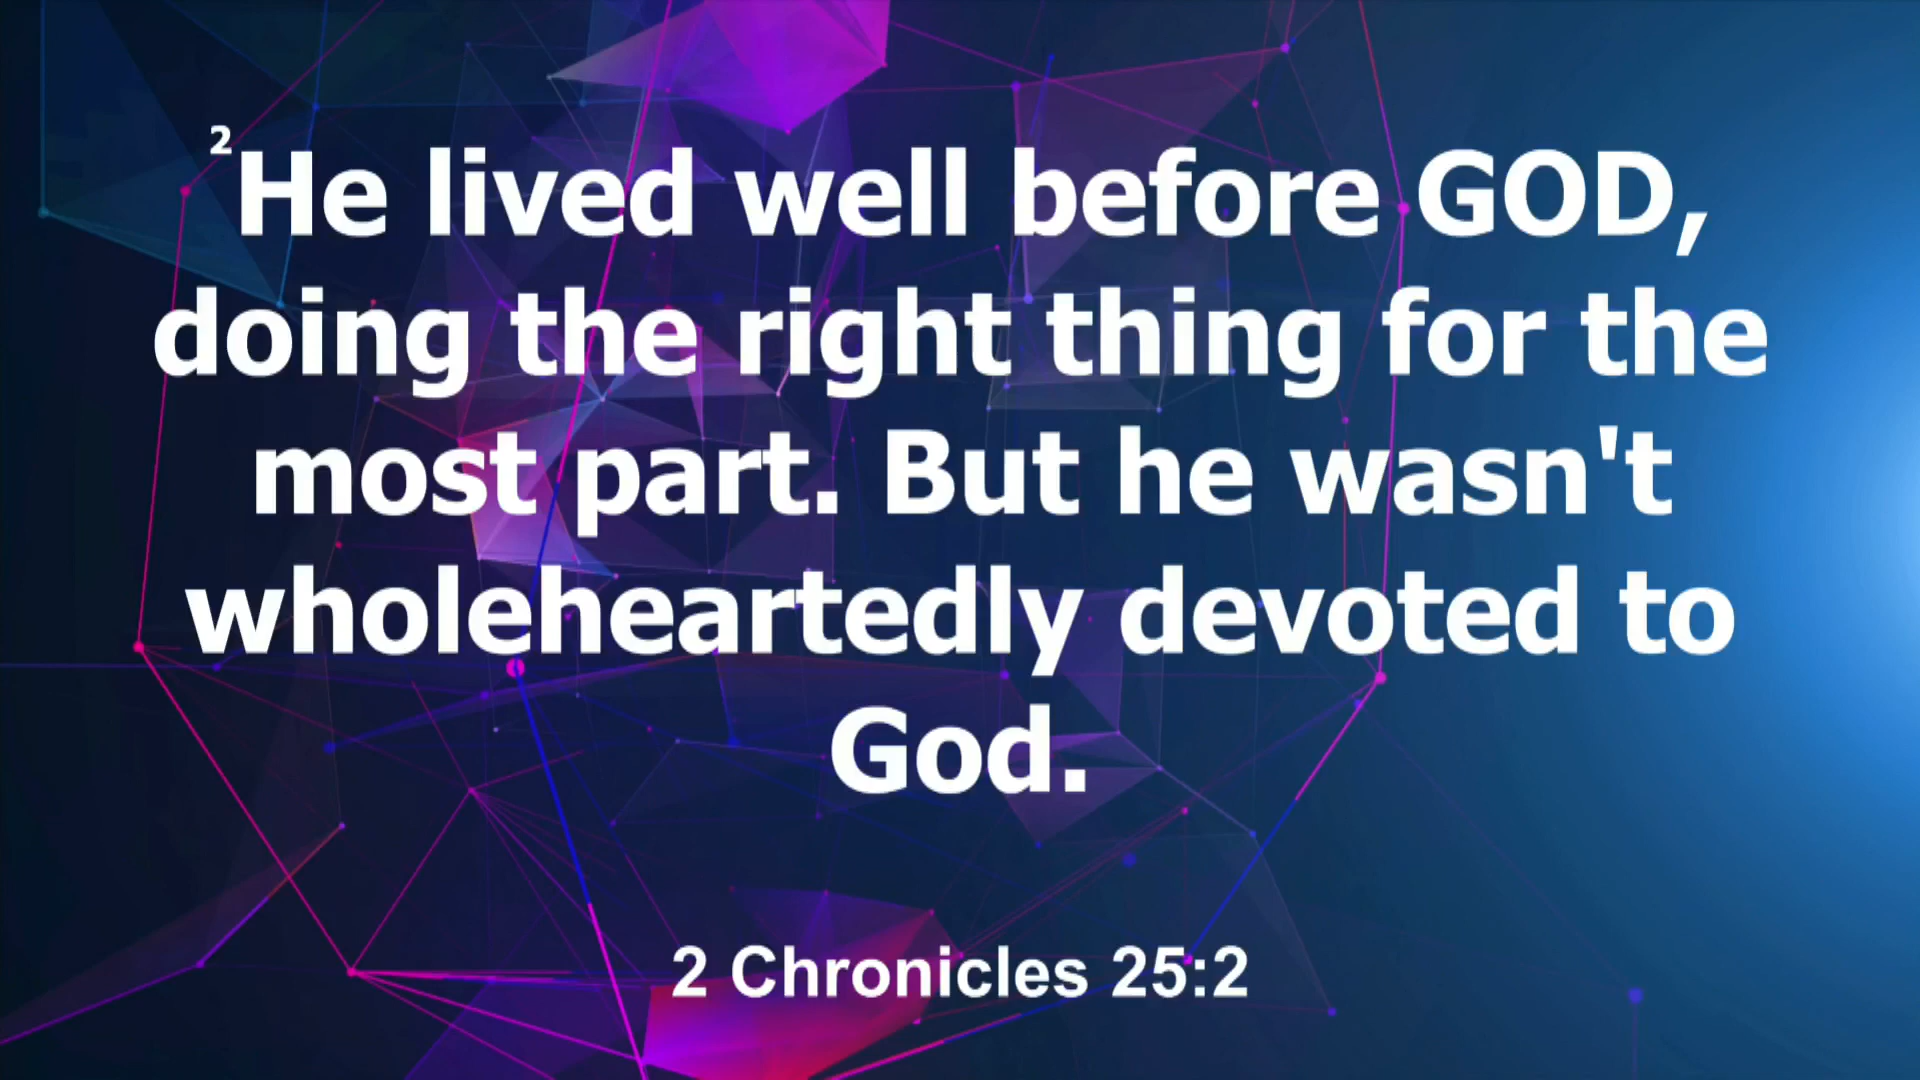 2He lived well before GOD,
doing the right thing for the
most part. But he wasn't
wholeheartedly devoted to
God.
2 Chronicles 25:2